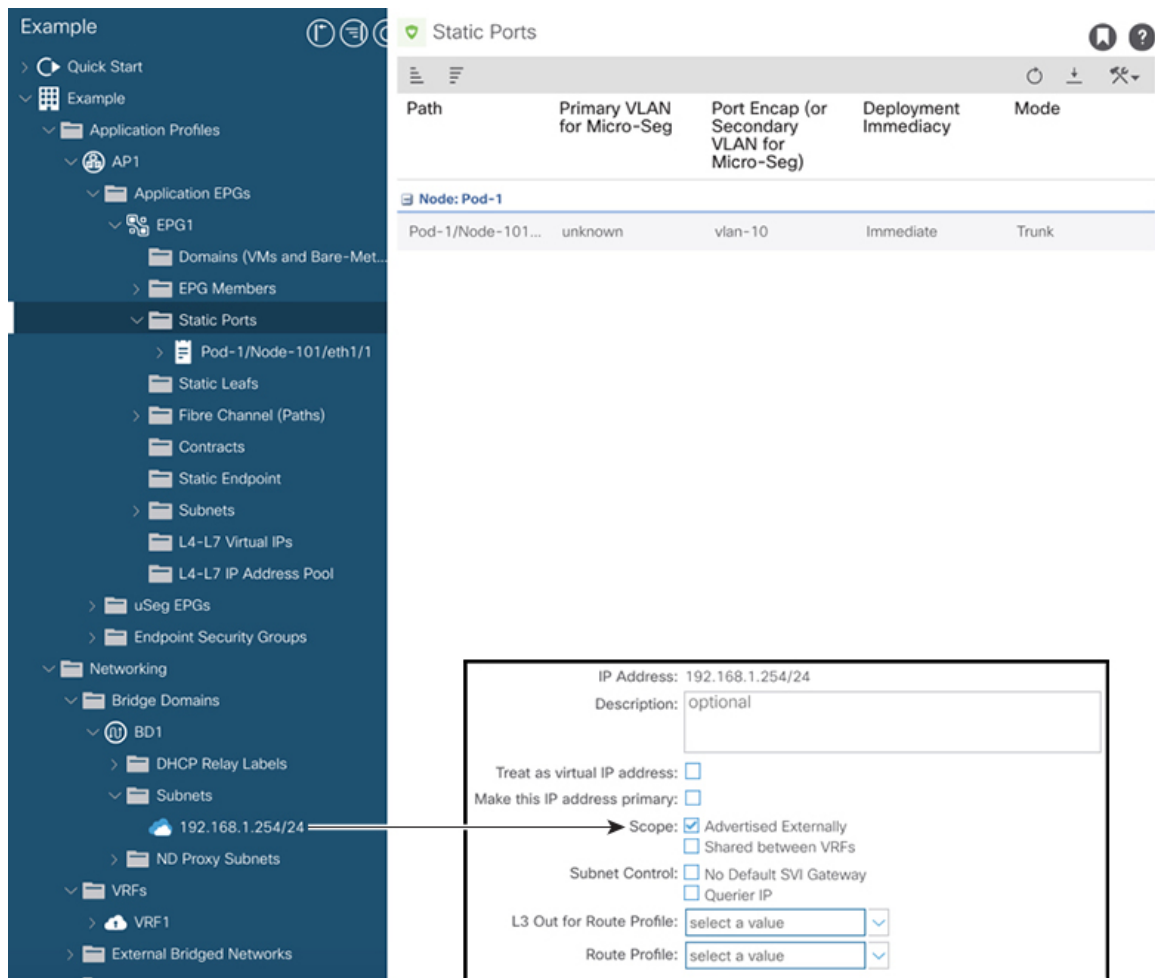 Example
Quick Start
Example
Application Profiles
AP1
Application EPGs
EPG1
Domains (VMs and Bare-Met...
EPG Members
Static Ports
Pod-1/Node-101/eth1/1
Static Leafs
Fibre Channel (Paths)
Contracts
Static Endpoint
Subnets
L4-L7 Virtual IPs
L4-L7 IP Address Pool
uSeg EPGs
Endpoint Security Groups
Networking
Bridge Domains
BD1
DHCP Relay Labels
Subnets
192.168.1.254/24
ND Proxy Subnets
VRFs
VRF1
External Bridged Networks
Static Ports
Path
Primary VLAN
for Micro-Seg
Port Encap (or
Secondary
VLAN for
Micro-Seg)
Deployment
Immediacy
Mode
Node: Pod-1
Pod-1/Node-101... unknown vlan-10 Immediate Trunk
IP Address: 192.168.1.254/24
Description: optional
Treat as virtual IP address:
Make this IP address primary:
Scope: Advertised Externally
Shared between VRFs
Subnet Control: No Default SVI Gateway
Querier IP
L3 Out for Route Profile: select a value
Route Profile: select a value